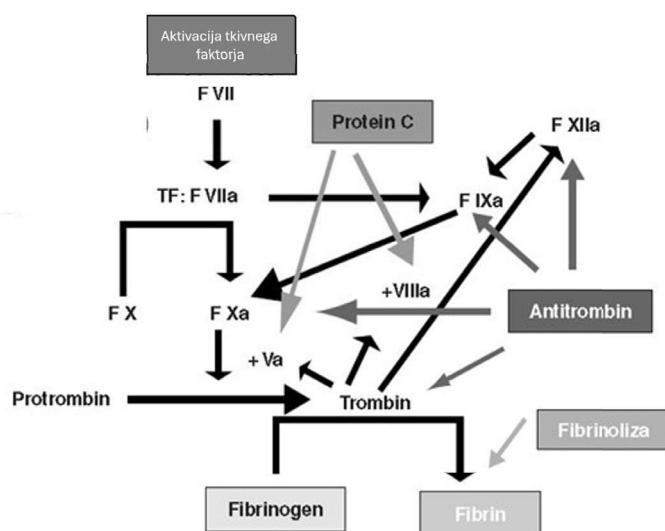 Aktivacija tkivnega
faktorja
F VII
Protein C
F XIIa
TF: F VIIa
F IXa
+VIIIa
F X
F Xa
Antitrombin
+ Va
Protrombin
Trombin
Fibrinoliza
Fibrinogen
Fibrin